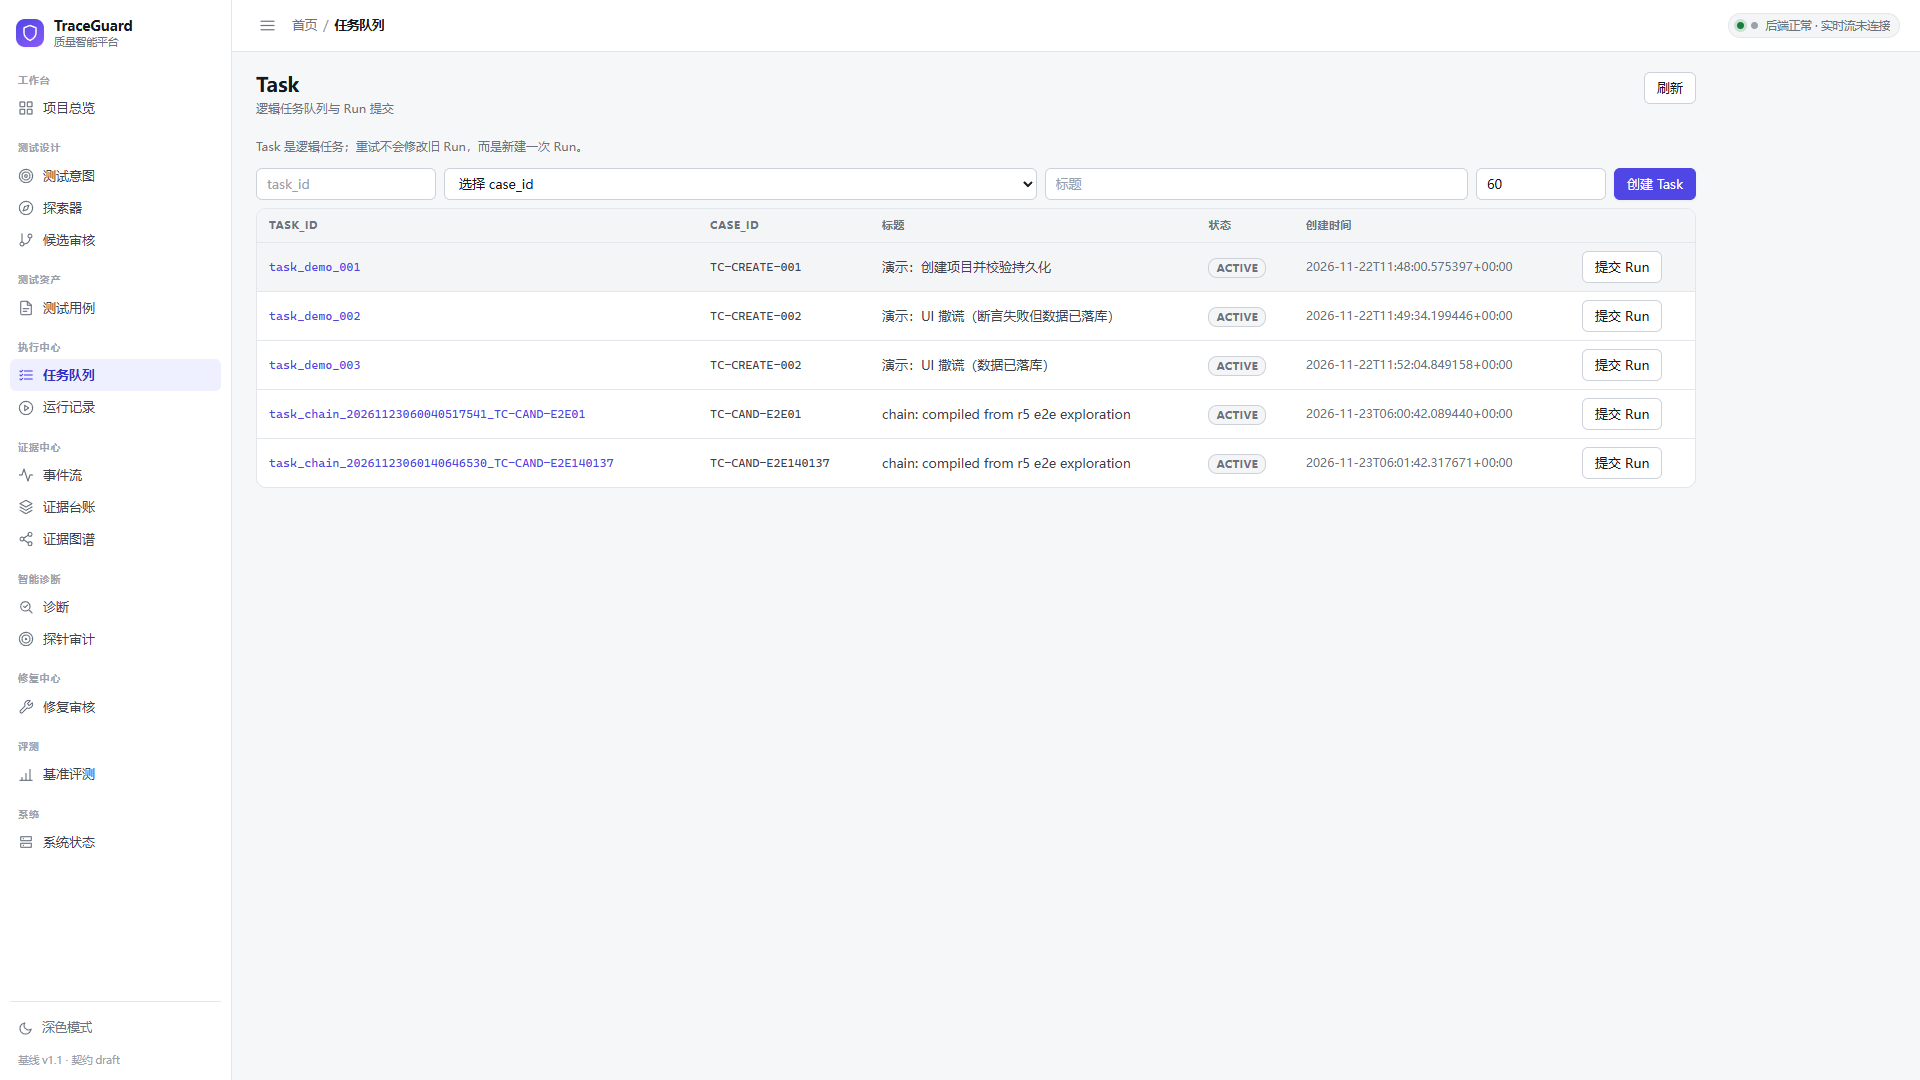 TraceGuard
质量智能平台
工作台
项目总览
测试设计
测试意图
探索器
候选审核
测试资产
测试用例
执行中心
任务队列
运行记录
证据中心
事件流
证据台账
证据图谱
智能诊断
诊断
探针审计
修复中心
修复审核
评测
基准评测
系统
系统状态
深色模式
基线 v1.1 · 契约 draft
首页 / 任务队列
后端正常 · 实时流未连接
Task
逻辑任务队列与 Run 提交
刷新
Task 是逻辑任务；重试不会修改旧 Run，而是新建一次 Run。
task_id 选择 case_id 标题 60 创建 Task
TASK_ID CASE_ID 标题 状态 创建时间
task_demo_001 TC-CREATE-001 演示：创建项目并校验持久化 ACTIVE 2026-11-22T11:48:00.575397+00:00 提交 Run
task_demo_002 TC-CREATE-002 演示：UI 撒谎（断言失败但数据已落库） ACTIVE 2026-11-22T11:49:34.199446+00:00 提交 Run
task_demo_003 TC-CREATE-002 演示：UI 撒谎（数据已落库） ACTIVE 2026-11-22T11:52:04.849158+00:00 提交 Run
task_chain_20261123060040517541_TC-CAND-E2E01 TC-CAND-E2E01 chain: compiled from r5 e2e exploration ACTIVE 2026-11-23T06:00:42.089440+00:00 提交 Run
task_chain_20261123060140646530_TC-CAND-E2E140137 TC-CAND-E2E140137 chain: compiled from r5 e2e exploration ACTIVE 2026-11-23T06:01:42.317671+00:00 提交 Run